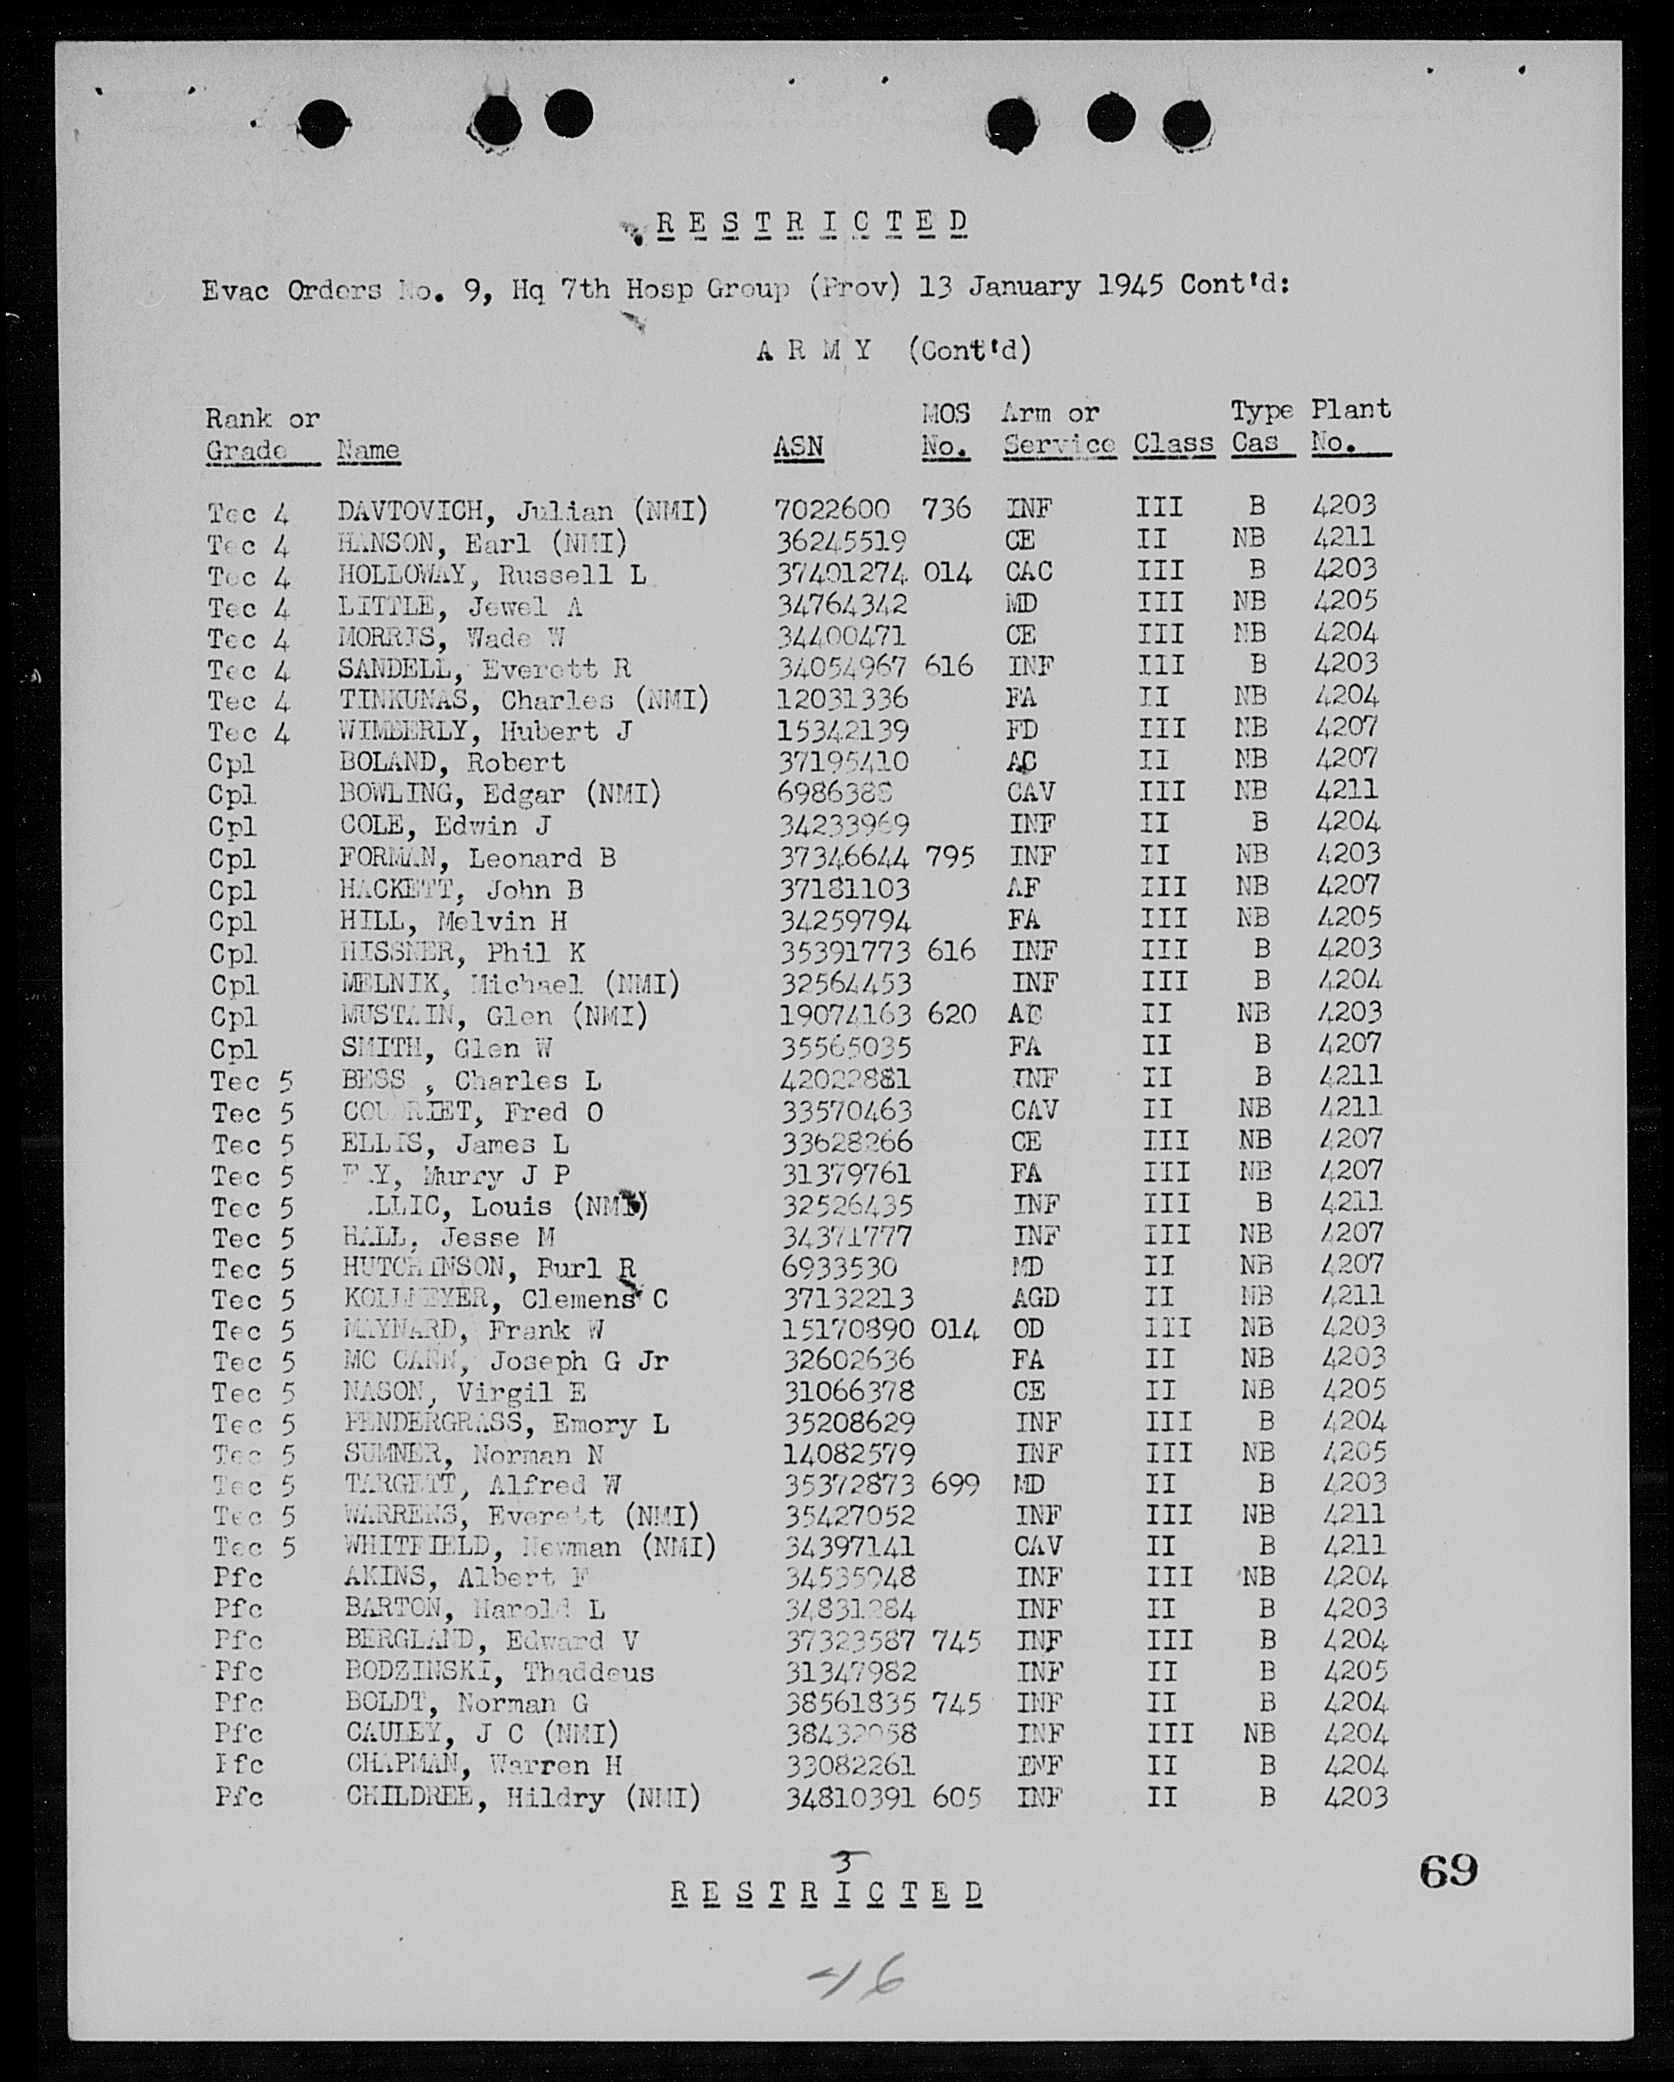 RESTRICTED
Evac Orders No. 9, Hq 7th Hosp Group (Prov) 13 January 1945 Cont'd:
A R M Y (Cont'd)
Rank or MOS Arm or Type Plant
Grade Name ASN No. Service Class Cas No.
Tec 4 DAVTOVICH, Julian (NMI) 7022600 736 INF III B 4203
Tec 4 HANSON, Earl (NMI) 36245519 CE II NB 4211
Tec 4 HOLLOWAY, Russell L 37401274 014 CAC III B 4203
Tec 4 LITTLE, Jewel A 34764342 MD III NB 4205
Tec 4 MORRIS, Wade W 34400471 CE III NB 4204
Tec 4 SANDELL, Everett R 34054967 616 INF III B 4203
Tec 4 TINKUNAS, Charles (NMI) 12031336 FA II NB 4204
Tec 4 WIMBERLY, Hubert J 15342139 FD III NB 4207
Cpl BOLAND, Robert 37195410 AC II NB 4207
Cpl BOWLING, Edgar (NMI) 6986388 CAV III NB 4211
Cpl COLE, Edwin J 34233969 INF II B 4204
Cpl FORMAN, Leonard B 37346644 795 INF II NB 4203
Cpl HACKETT, John B 37181103 AF III NB 4207
Cpl HILL, Melvin H 34259794 FA III NB 4205
Cpl HISSNER, Phil K 35391773 616 INF III B 4203
Cpl MELNIK, Michael (NMI) 32564453 INF III B 4204
Cpl MUSTAIN, Glen (NMI) 19074163 620 AC II NB 4203
Cpl SMITH, Glen W 35565035 FA II B 4207
Tec 5 BESS , Charles L 42022881 INF II B 4211
Tec 5 Fred O 33570463 CAV II NB 4211
Tec 5 ELLIS, James L 33628266 CE III NB 4207
Tec 5 Murry J P 31379761 FA III NB 4207
Tec 5 Louis (NMI) 32526435 INF III B 4211
Tec 5 HALL, Jesse M 34371777 INF III NB 4207
Tec 5 HUTCHINSON, Burl R 6933530 MD II NB 4207
Tec 5 KOLLMEYER, Clemens C 37132213 AGD II NB 4211
Tec 5 MAYNARD, Frank W 15170890 014 OD III NB 4203
Tec 5 MC CANN, Joseph G Jr 32602636 FA II NB 4203
Tec 5 NASON, Virgil E 31066378 CE II NB 4205
Tec 5 PENDERGRASS, Emory L 35208629 INF III B 4204
Tec 5 SUMNER, Norman N 14082579 INF III NB 4205
Tec 5 TARGETT, Alfred W 35372873 699 MD II B 4203
Tec 5 WARRENS, Everett (NMI) 35427052 INF III NB 4211
Tec 5 WHITFIELD, Newman (NMI) 34397141 CAV II B 4211
Pfc AKINS, Albert F 34535948 INF III NB 4204
Pfc BARTON, Harold L 34831284 INF II B 4203
Pfc BERGLAND, Edward V 37323587 745 INF III B 4204
Pfc BODZINSKI, Thaddeus 31347982 INF II B 4205
Pfc BOLDT, Norman G 38561835 745 INF II B 4204
Pfc CAULEY, J C (NMI) 38432058 INF III NB 4204
Pfc CHAPMAN, Warren H 33082261 INF II B 4204
Pfc CHILDREE, Hildry (NMI) 34810391 605 INF II B 4203
3
69
RESTRICTED
-16